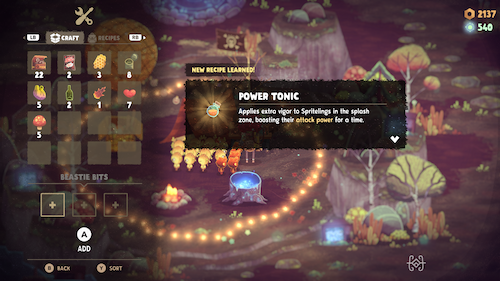 2137
540
LB CRAFT RECIPES RB
22 2 3 8
5 2 1 7
5
BEASTIE BITS
A
ADD
B BACK Y SORT
NEW RECIPE LEARNED!
POWER TONIC
Applies extra vigor to Spritelings in the splash
zone, boosting their attack power for a time.